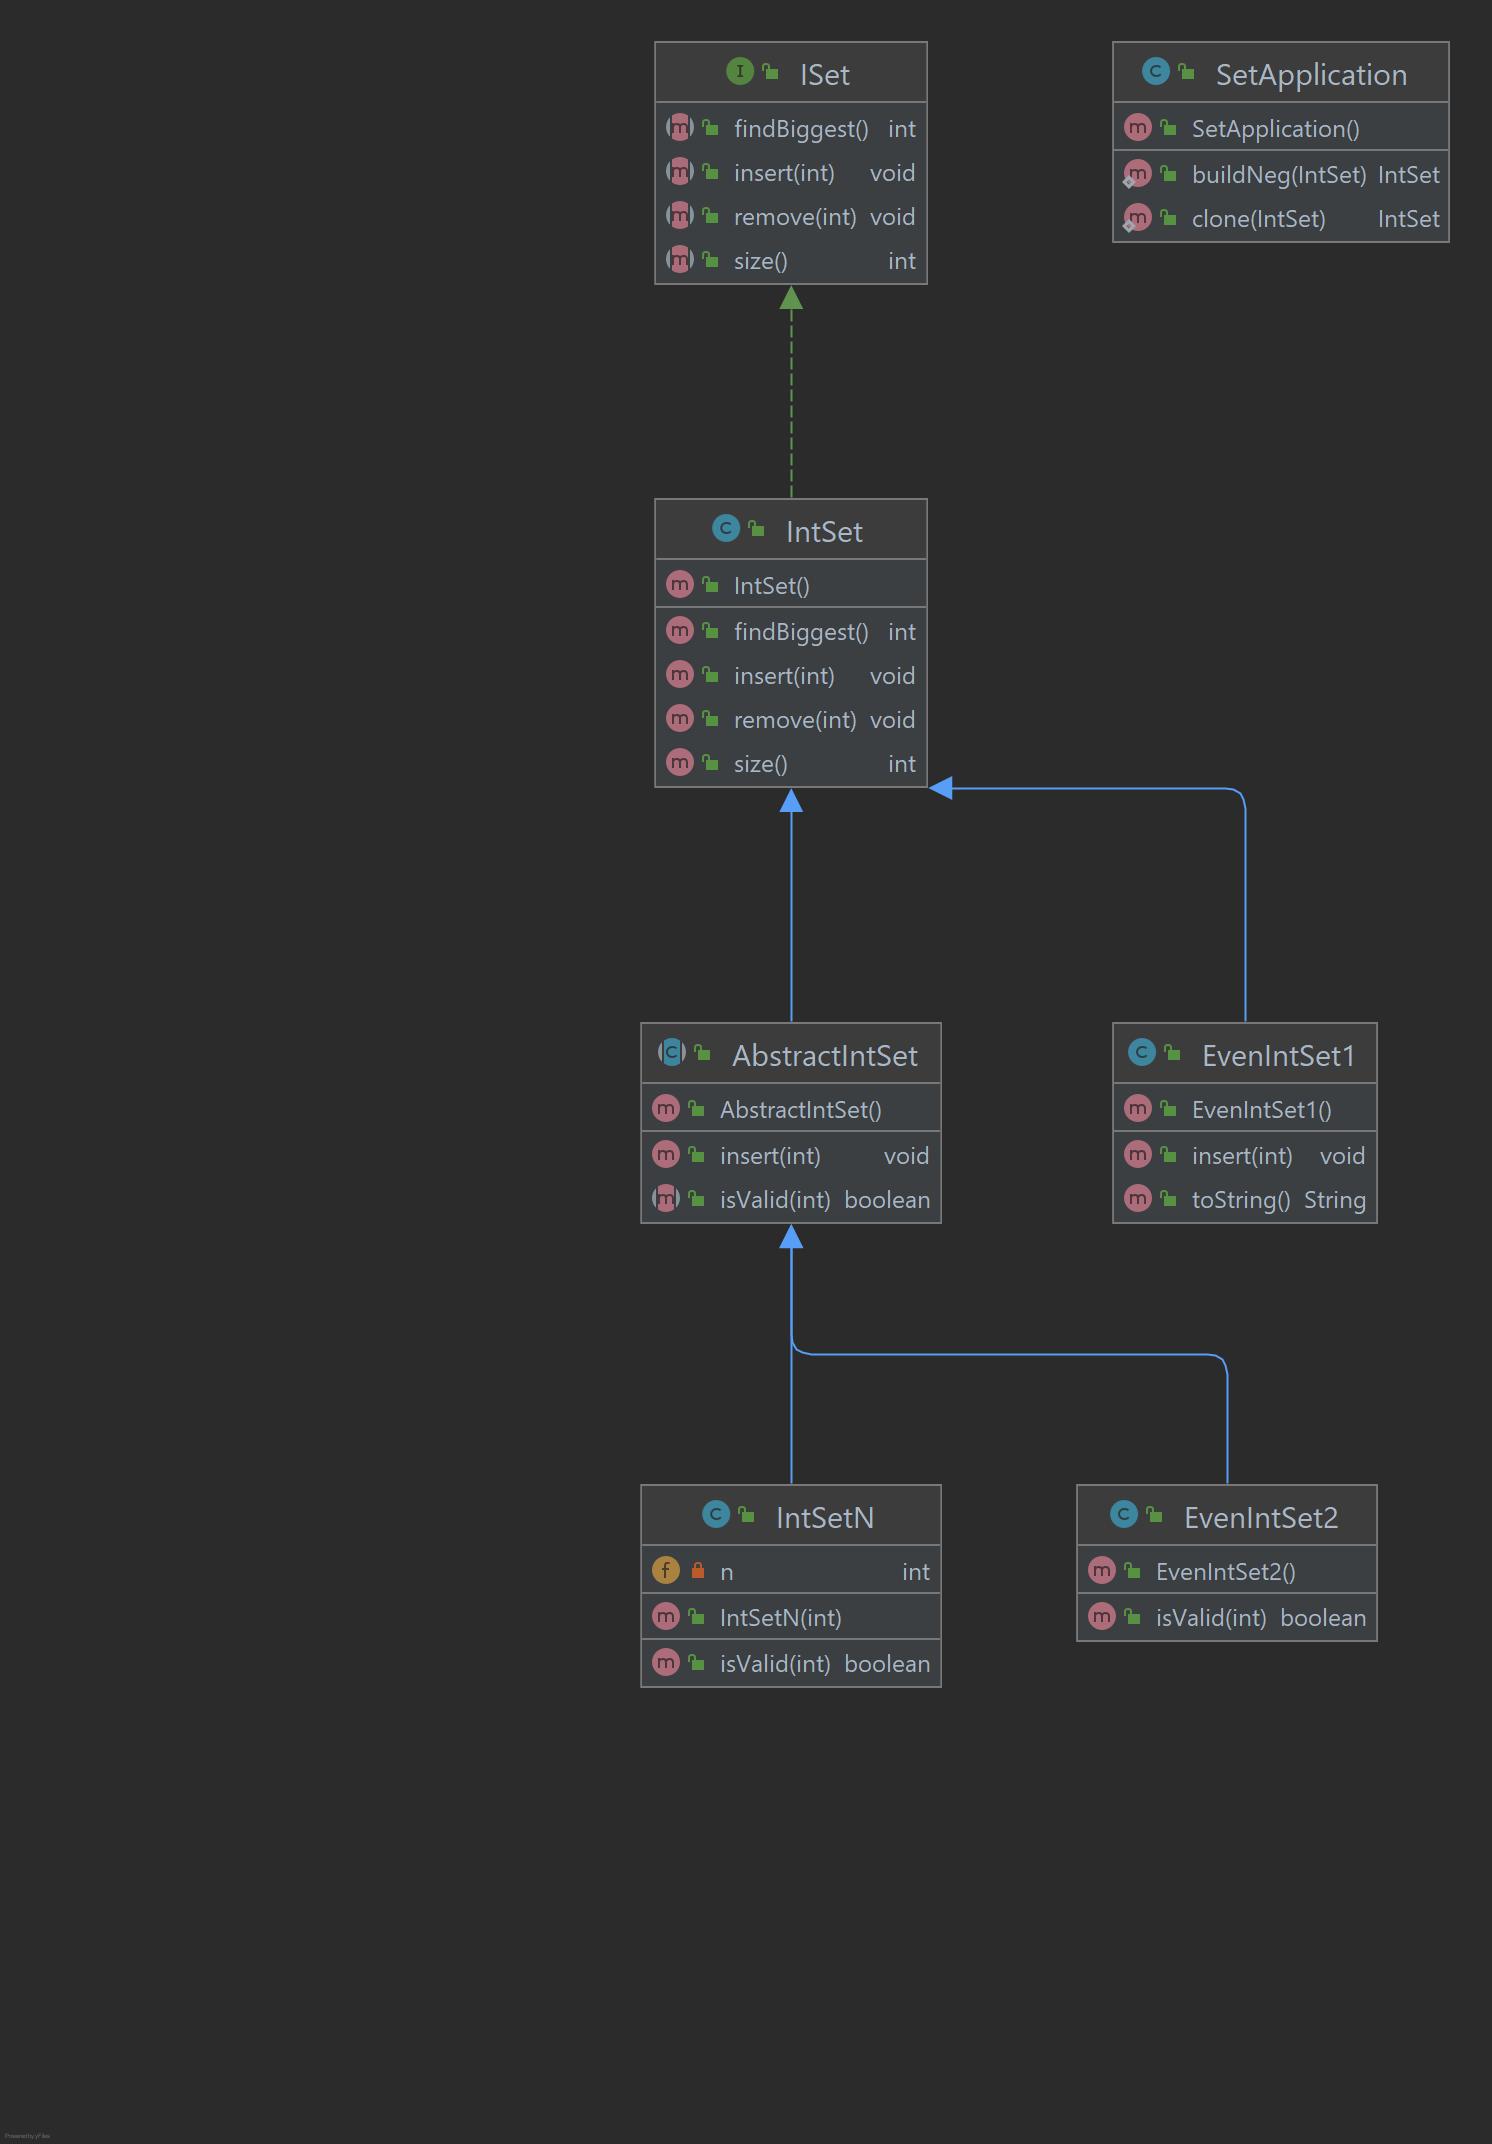 ISet
findBiggest() int
insert(int) void
remove(int) void
size() int
SetApplication
SetApplication()
buildNeg(IntSet) IntSet
clone(IntSet) IntSet
IntSet
IntSet()
findBiggest() int
insert(int) void
remove(int) void
size() int
AbstractIntSet
AbstractIntSet()
insert(int) void
isValid(int) boolean
EvenIntSet1
EvenIntSet1()
insert(int) void
toString() String
IntSetN
n int
IntSetN(int)
isValid(int) boolean
EvenIntSet2
EvenIntSet2()
isValid(int) boolean
Powered by yFiles